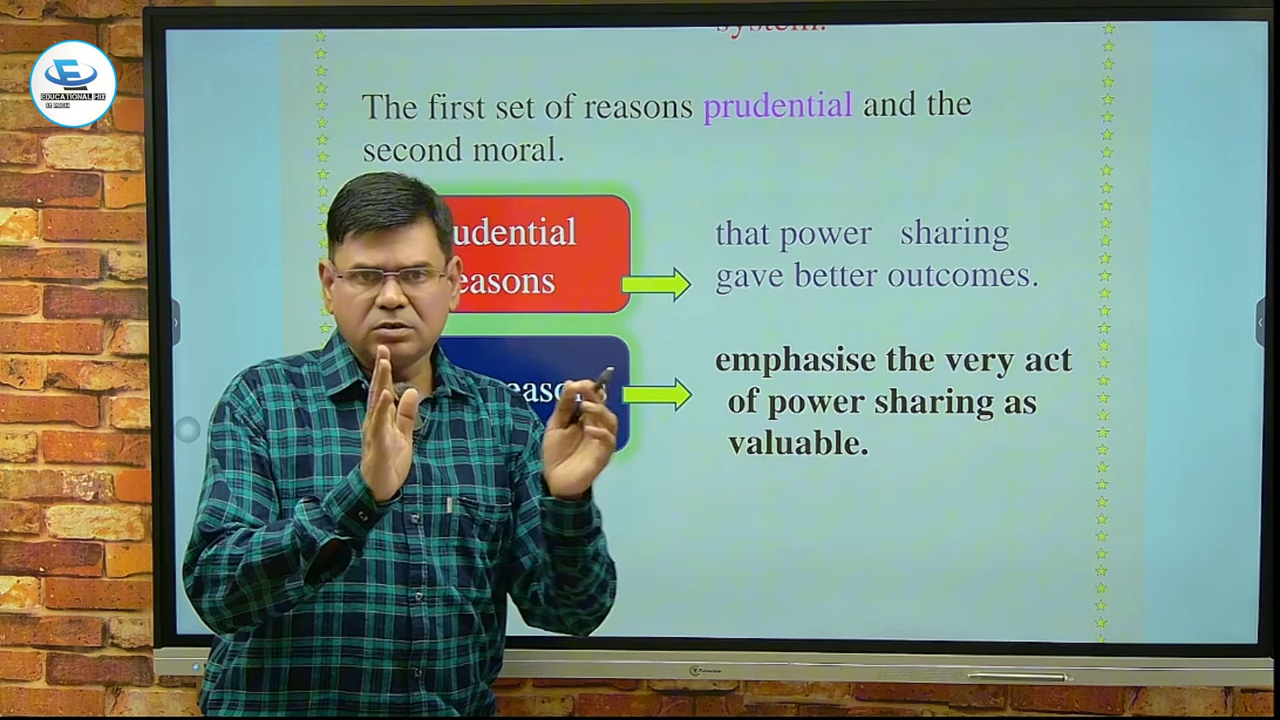 EDUCATIONAL
system.
The first set of reasons prudential and the
second moral.
udential
easons
that power sharing
gave better outcomes.
emphasise the very act
of power sharing as
valuable.